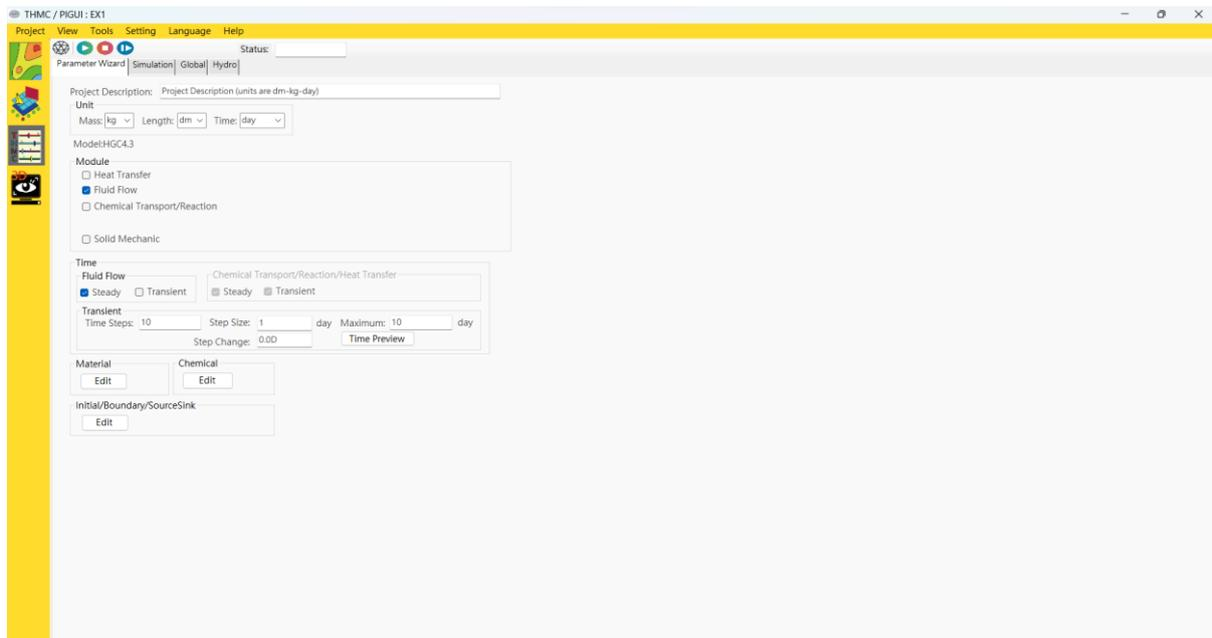 THMC / PIGUI : EX1
Project View Tools Setting Language Help
Status:
Parameter Wizard Simulation Global Hydro
Project Description: Project Description (units are dm-kg-day)
Unit
Mass: kg Length: dm Time: day
Model:HGC4.3
Module
Heat Transfer
Fluid Flow
Chemical Transport/Reaction
Solid Mechanic
Time
Fluid Flow Chemical Transport/Reaction/Heat Transfer
Steady Transient Steady Transient
Transient
Time Steps: 10 Step Size: 1 day Maximum: 10 day
Step Change: 0.0D Time Preview
Material Chemical
Edit Edit
Initial/Boundary/SourceSink
Edit
THMC
3D